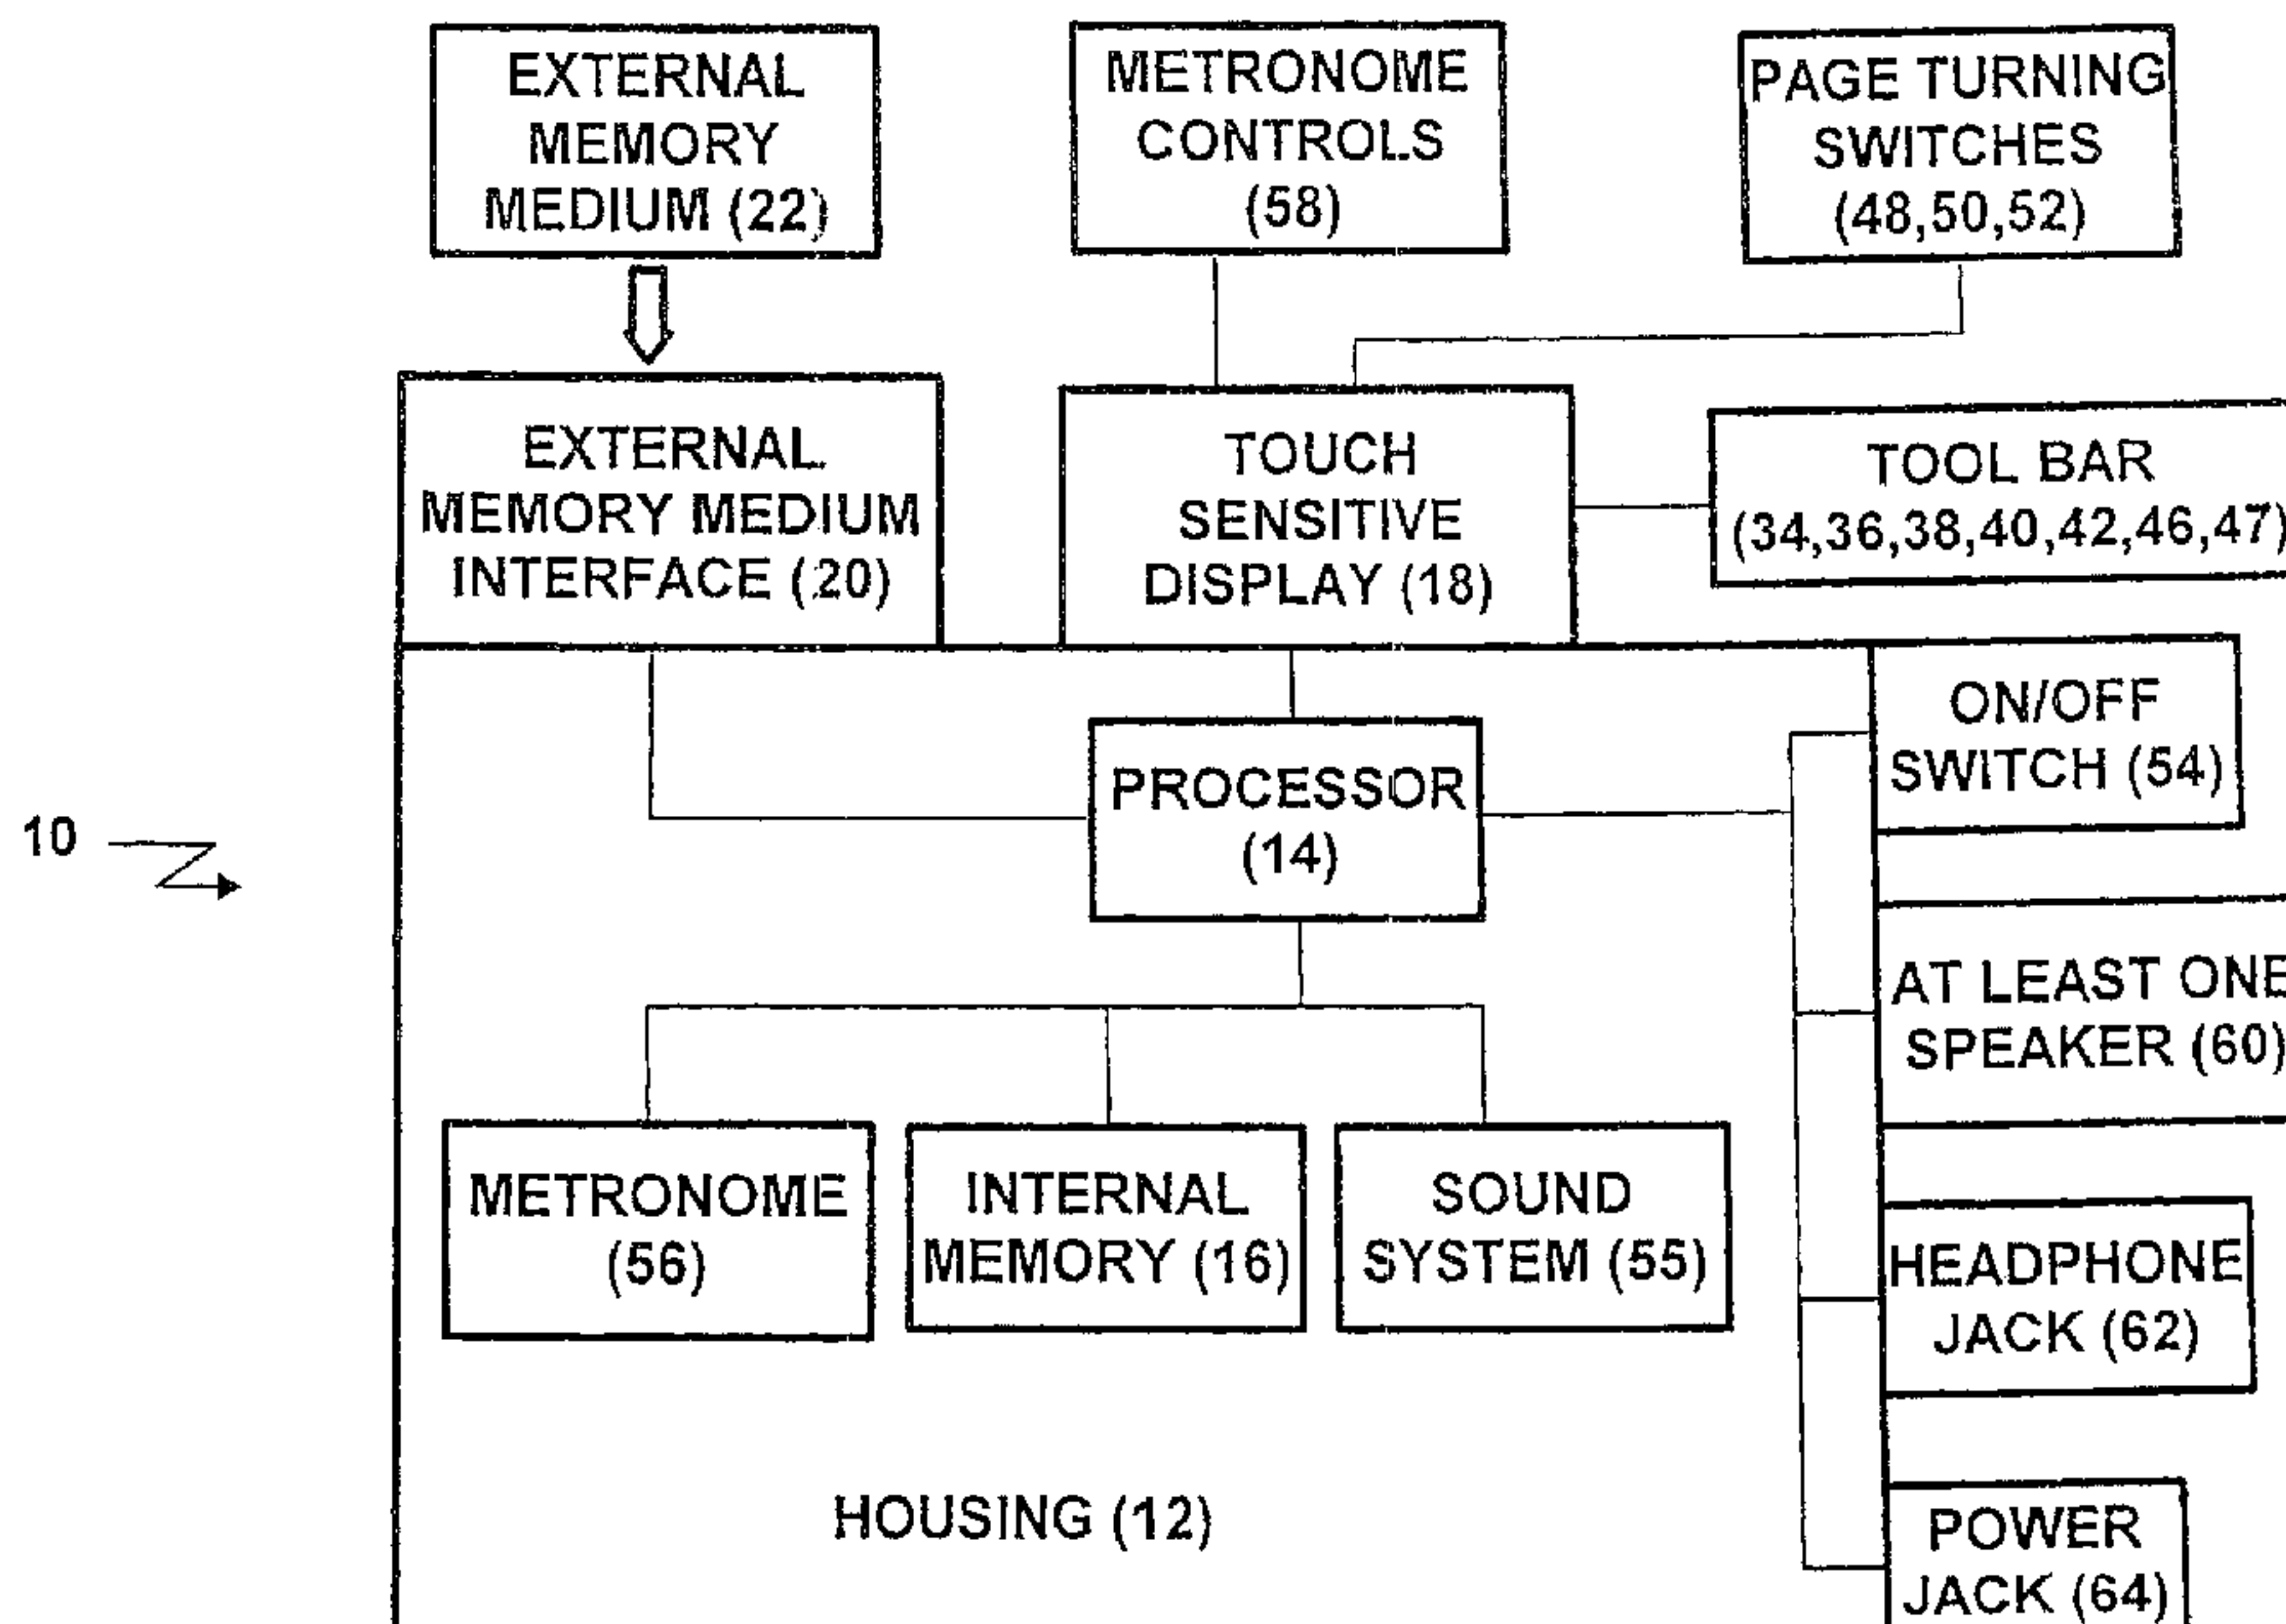 EXTERNAL
MEMORY
MEDIUM (22)
METRONOME
CONTROLS
(58)
PAGE TURNING
SWITCHES
(48,50,52)
EXTERNAL
MEMORY MEDIUM
INTERFACE (20)
TOUCH
SENSITIVE
DISPLAY (18)
TOOL BAR
(34,36,38,40,42,46,47)
ON/OFF
SWITCH (54)
PROCESSOR
(14)
10
AT LEAST ONE
SPEAKER (60)
METRONOME
(56)
INTERNAL
MEMORY (16)
SOUND
SYSTEM (55)
HEADPHONE
JACK (62)
HOUSING (12)
POWER
JACK (64)